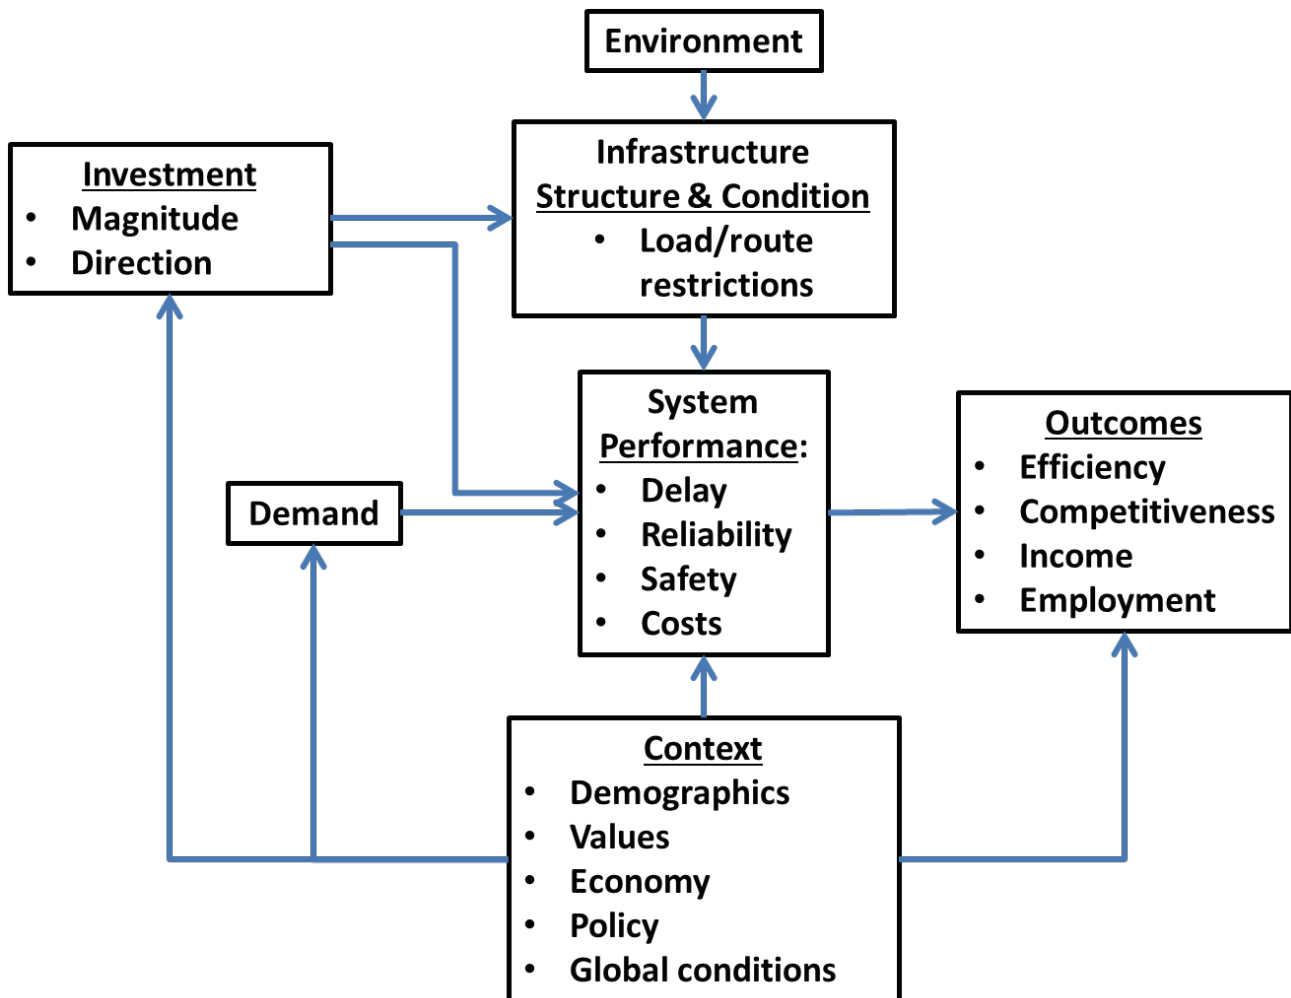 Environment
Infrastructure
Structure & Condition
• Load/route
restrictions
Investment
• Magnitude
• Direction
System
Performance:
• Delay
• Reliability
• Safety
• Costs
Demand
Outcomes
• Efficiency
• Competitiveness
• Income
• Employment
Context
• Demographics
• Values
• Economy
• Policy
• Global conditions